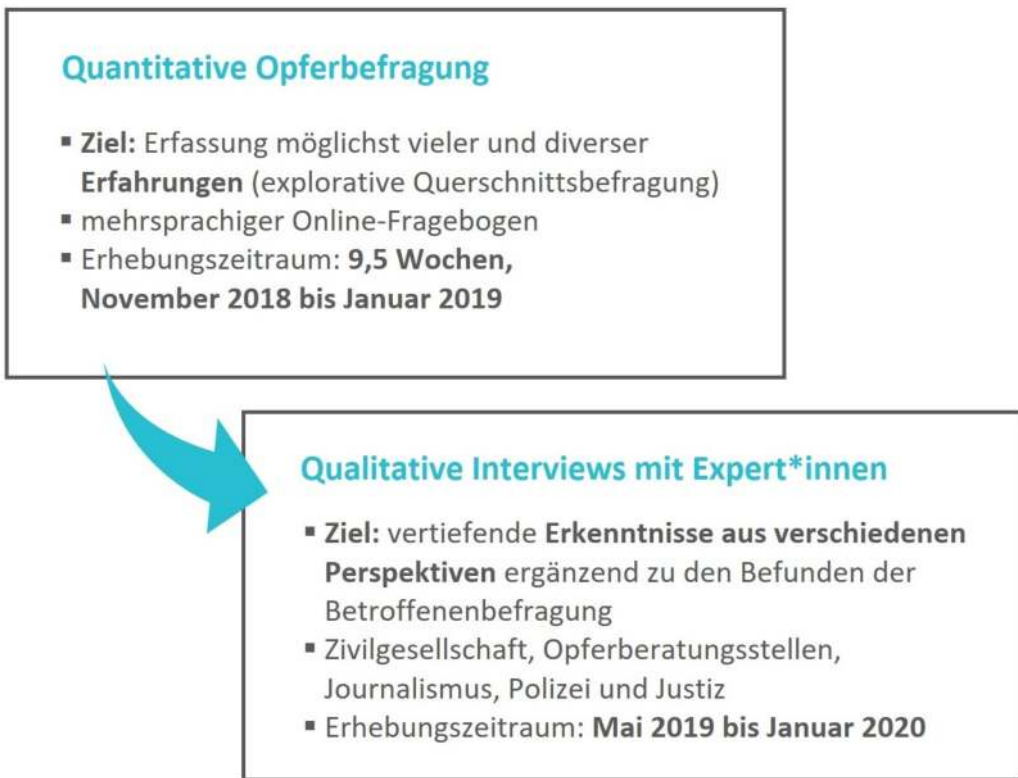 Quantitative Opferbefragung
▪ Ziel: Erfassung möglichst vieler und diverser
Erfahrungen (explorative Querschnittsbefragung)
▪ mehrsprachiger Online-Fragebogen
▪ Erhebungszeitraum: 9,5 Wochen,
November 2018 bis Januar 2019
Qualitative Interviews mit Expert*innen
▪ Ziel: vertiefende Erkenntnisse aus verschiedenen
Perspektiven ergänzend zu den Befunden der
Betroffenenbefragung
▪ Zivilgesellschaft, Opferberatungsstellen,
Journalismus, Polizei und Justiz
▪ Erhebungszeitraum: Mai 2019 bis Januar 2020